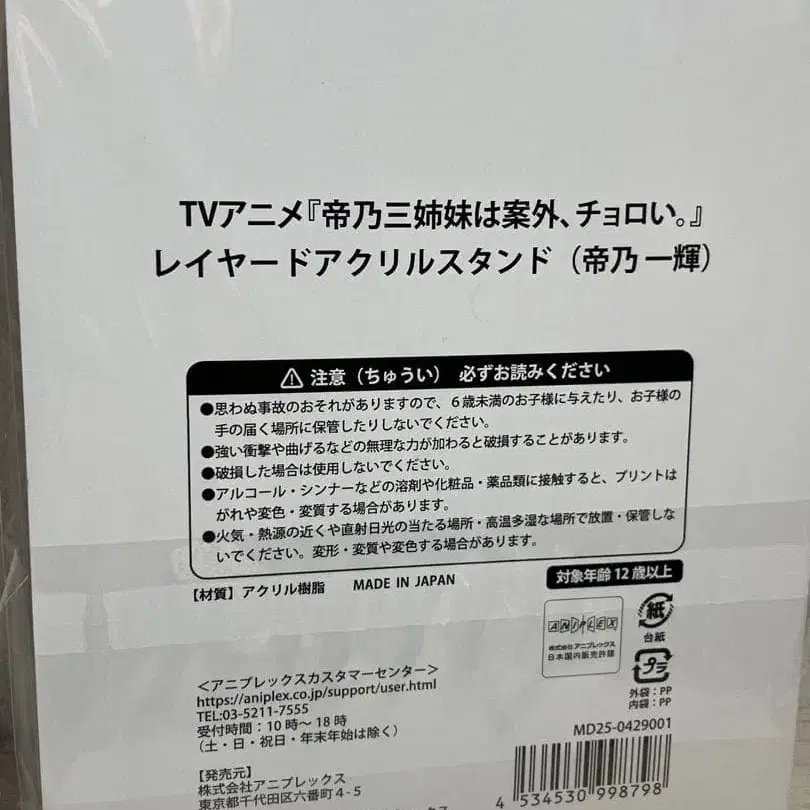 TVアニメ『帝乃三姉妹は案外、チョロい。』
レイヤードアクリルスタンド（帝乃 一輝）
注意（ちゅうい） 必ずお読みください
●思わぬ事故のおそれがありますので、６歳未満のお子様に与えたり、お子様の
手の届く場所に保管したりしないでください。
●強い衝撃や曲げるなどの無理な力が加わると破損することがあります。
●破損した場合は使用しないでください。
●アルコール・シンナーなどの溶剤や化粧品・薬品類に接触すると、プリントは
がれや変色・変質する場合があります。
●火気・熱源の近くや直射日光の当たる場所・高温多湿な場所で放置・保管しな
いでください。変形・変質や変色する場合があります。
【材質】アクリル樹脂 MADE IN JAPAN
対象年齢12歳以上
ANIPLEX
株式会社アニプレックス
日本国内販売許諾
紙
台紙
プラ
外袋：PP
内袋：PP
＜アニプレックスカスタマーセンター＞
https://aniplex.co.jp/support/user.html
TEL:03-5211-7555
受付時間：10時～18時
（土・日・祝日・年末年始は除く）
MD25-0429001
【発売元】
株式会社アニプレックス
東京都千代田区六番町4-5
4 534530 998798